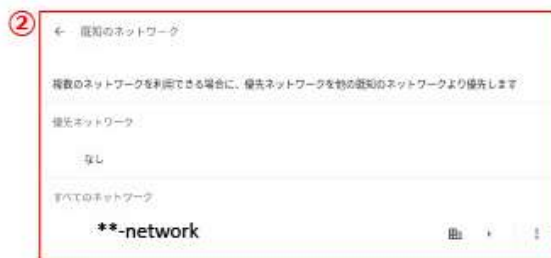 ②
← 既知のネットワーク
複数のネットワークを利用できる場合に、優先ネットワークを他の既知のネットワークより優先します
優先ネットワーク
なし
すべてのネットワーク
**-network